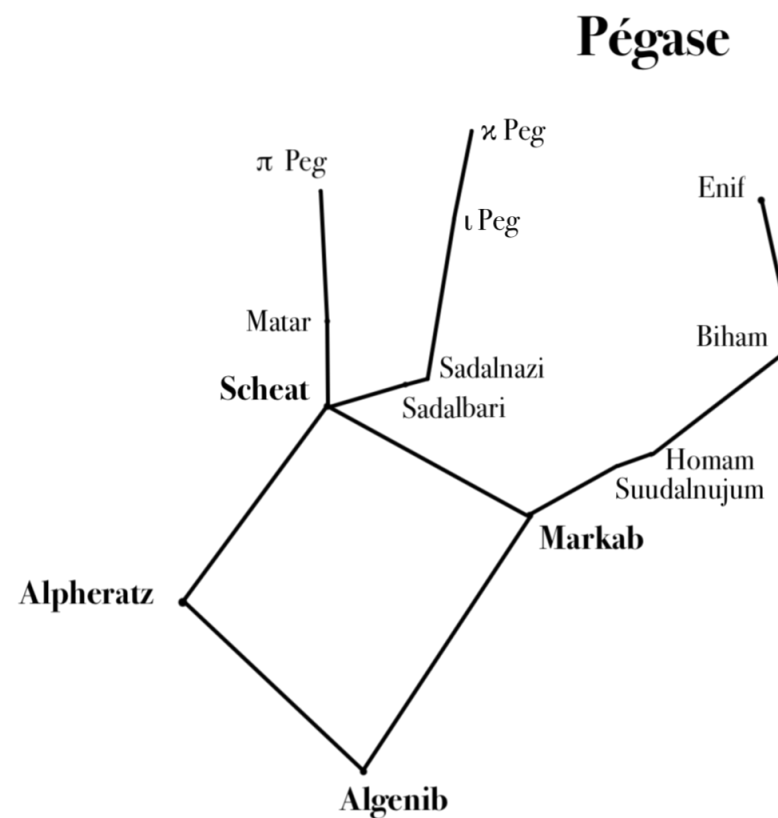 Pégase
ϰ Peg
π Peg
Enif
ι Peg
Matar
Biham
Sadalnazi
Scheat
Sadalbari
Homam
Suudalnujum
Markab
Alpheratz
Algenib